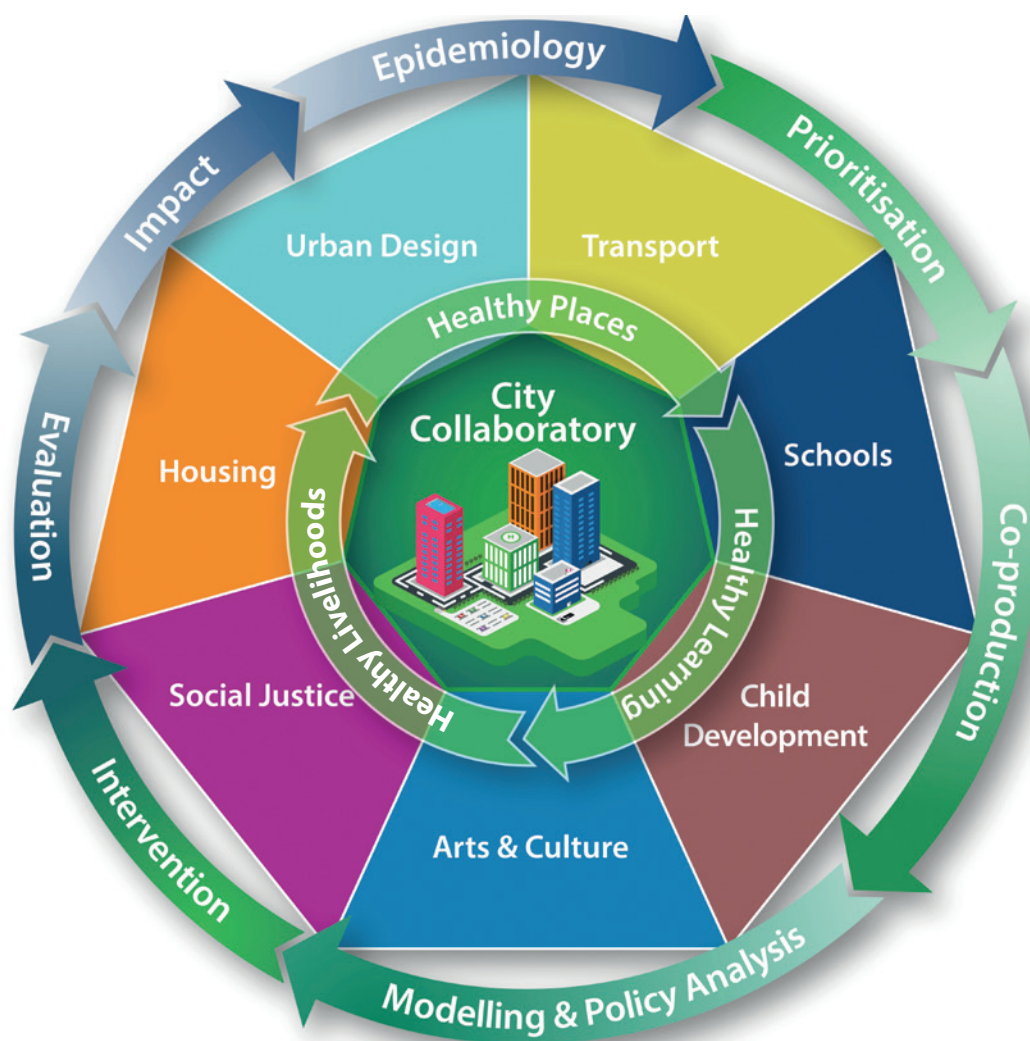 Epidemiology
Prioritisation
Co-production
Modelling & Policy Analysis
Intervention
Evaluation
Impact
Urban Design
Transport
Schools
Child
Development
Arts & Culture
Social Justice
Housing
Healthy Places
Healthy Learning
Healthy Livelihoods
City
Collaboratory
H